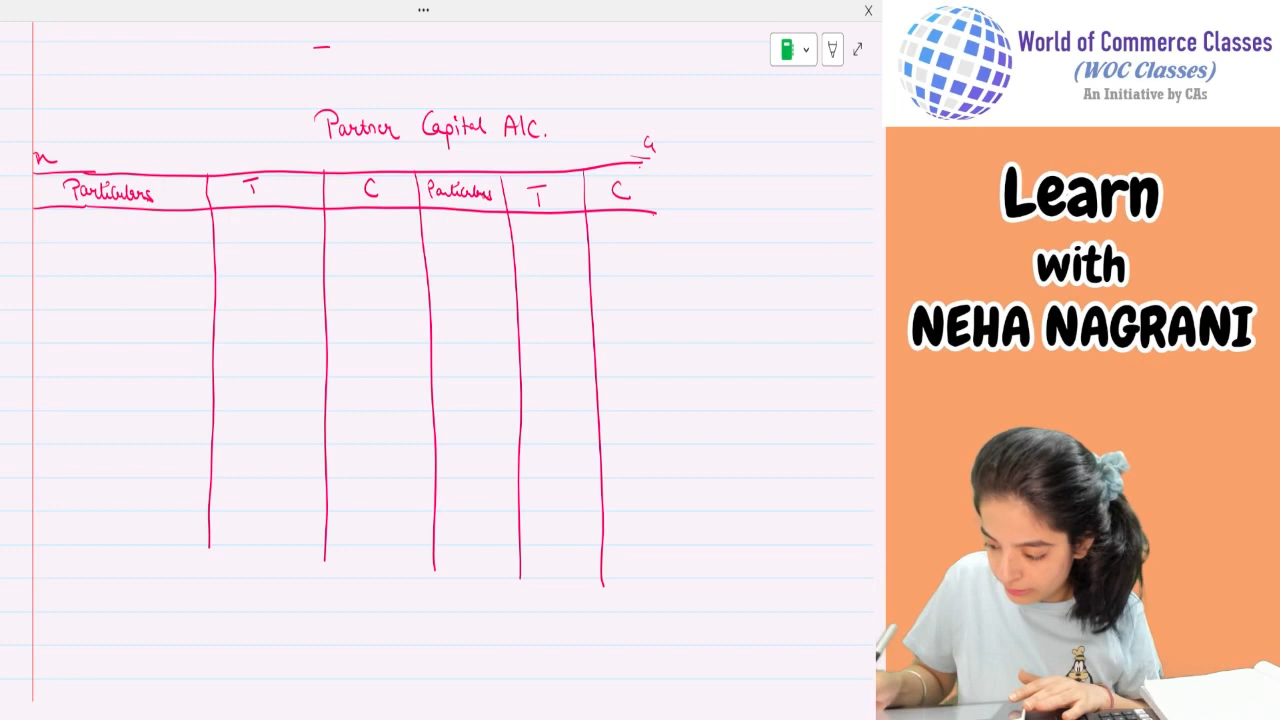 World of Commerce Classes
(WOC Classes)
An Initiative by CAs
Partner Capital A/C.
Particulars T C Particulars T C
Learn
with
NEHA NAGRANI